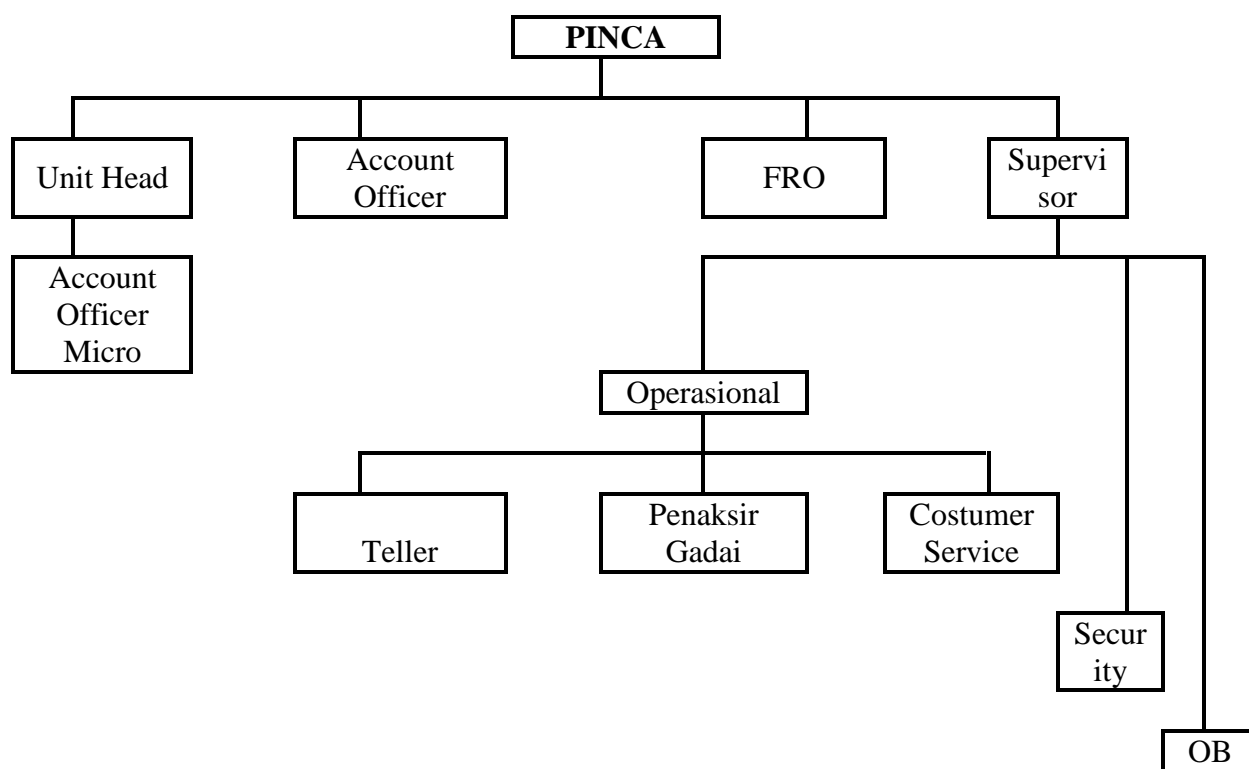 PINCA
Unit Head
Account
Officer
FRO
Supervi
sor
Account
Officer
Micro
Operasional
Teller
Penaksir
Gadai
Costumer
Service
Secur
ity
OB